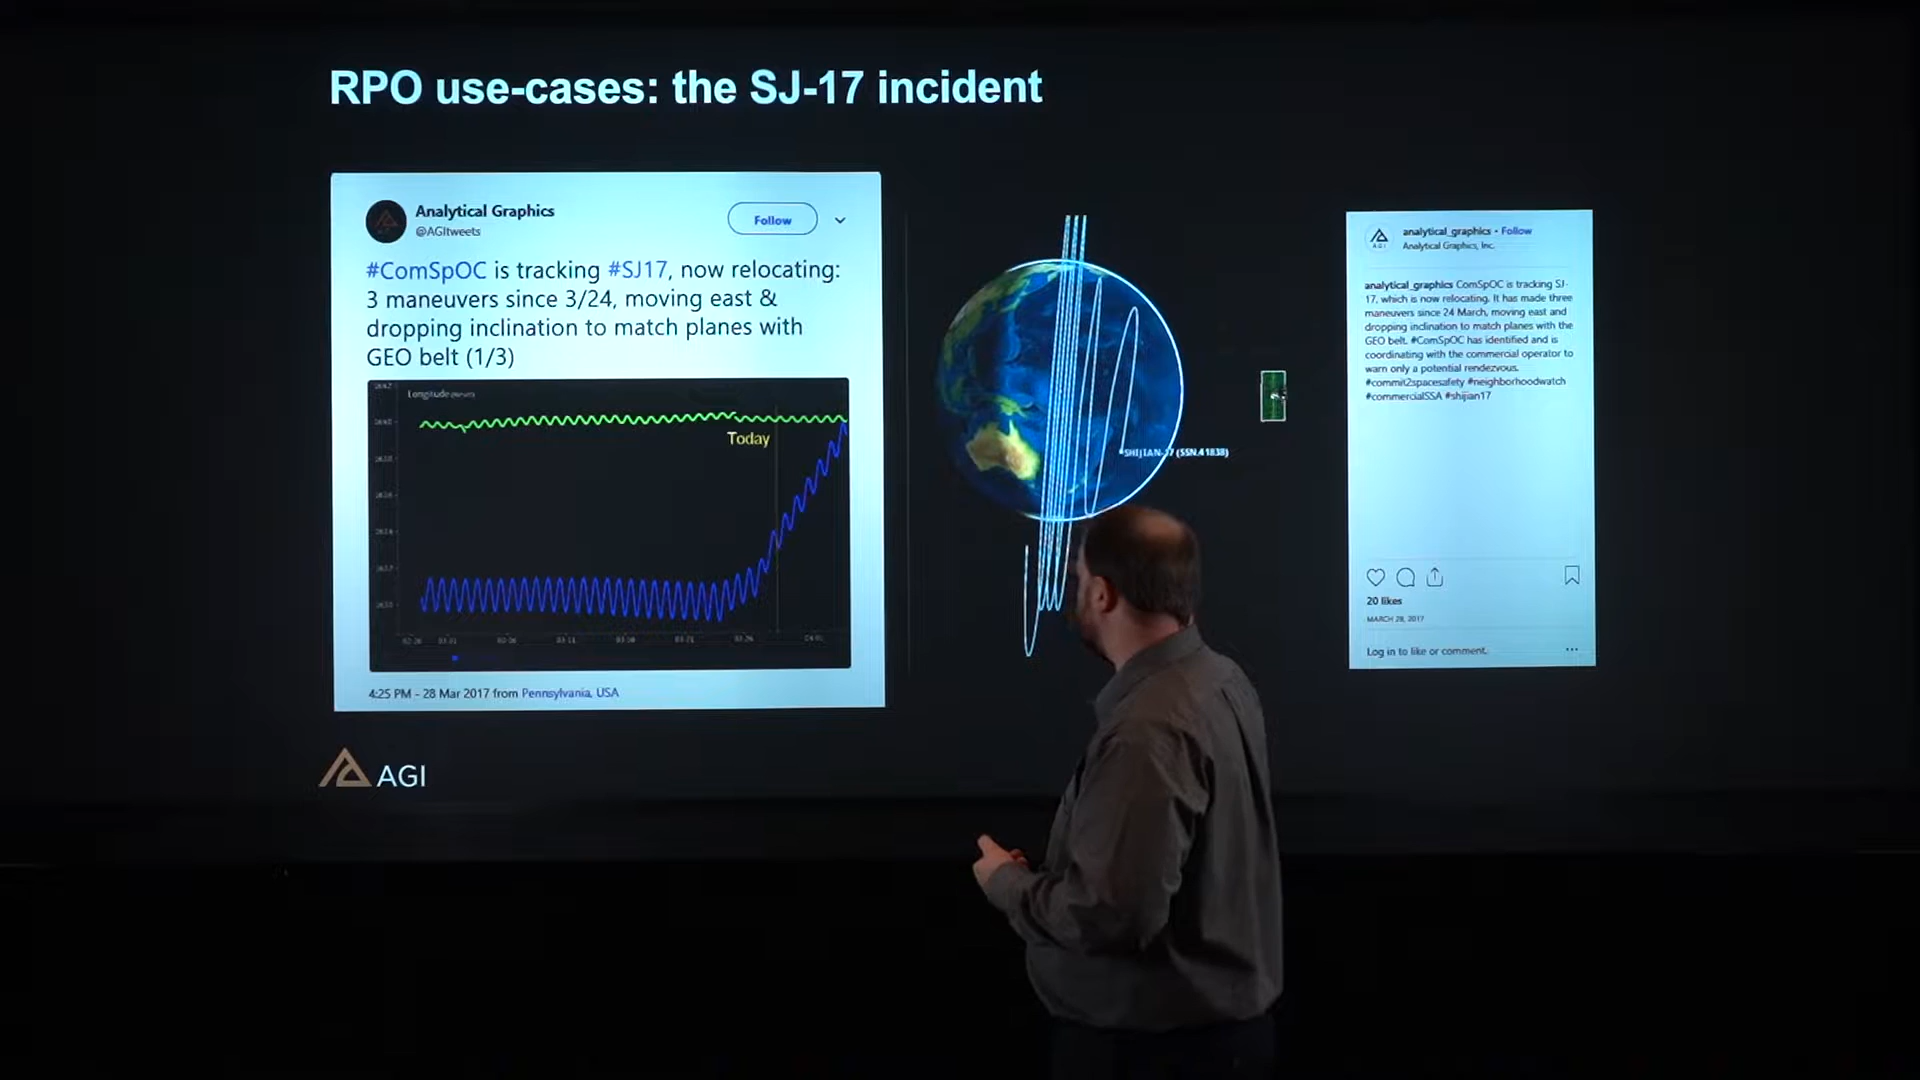 RPO use-cases: the SJ-17 incident
Analytical Graphics
@AGItweets
Follow
#ComSpOC is tracking #SJ17, now relocating:
3 maneuvers since 3/24, moving east &
dropping inclination to match planes with
GEO belt (1/3)
Longitude
Today
4:25 PM - 28 Mar 2017 from Pennsylvania, USA
AGI
SHIJIAN-17 (SSN.41838)
AGI
analytical_graphics • Follow
Analytical Graphics, Inc.
analytical_graphics ComSpOC is tracking SJ-
17, which is now relocating. It has made three
maneuvers since 24 March, moving east and
dropping inclination to match planes with the
GEO belt. #ComSpOC has identified and is
coordinating with the commercial operator to
warn only a potential rendezvous.
#commit2spacesafety #neighborhoodwatch
#commercialSSA #shijian17
20 likes
MARCH 28, 2017
Log in to like or comment.